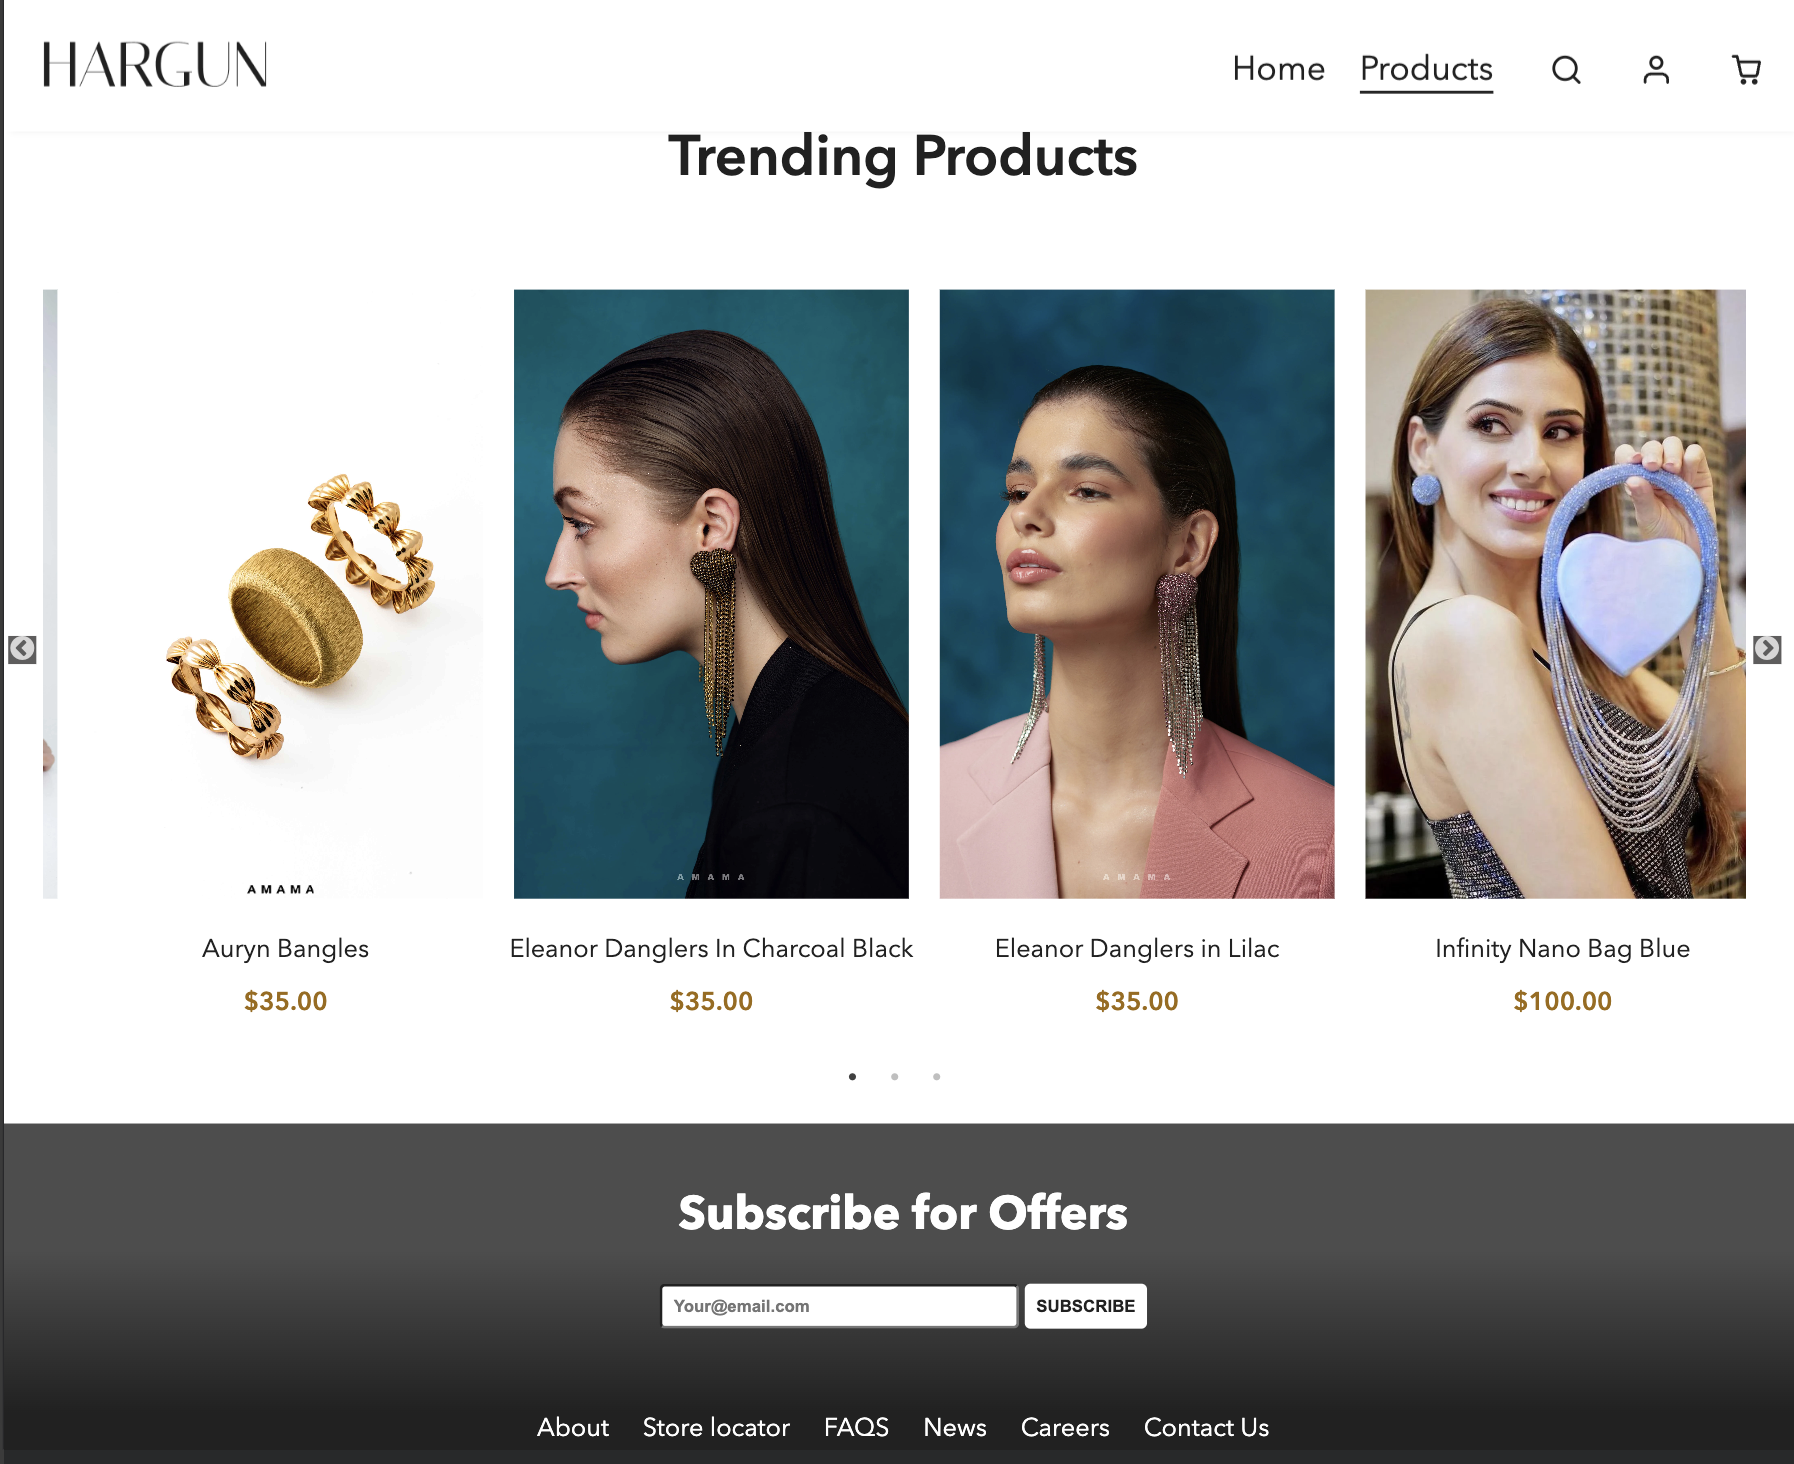 HARGUN
Home Products
Trending Products
AMAMA
AMAMA
AMAMA
Auryn Bangles
Eleanor Danglers In Charcoal Black
Eleanor Danglers in Lilac
Infinity Nano Bag Blue
$35.00
$35.00
$35.00
$100.00
Subscribe for Offers
Your@email.com
SUBSCRIBE
About Store locator FAQS News Careers Contact Us